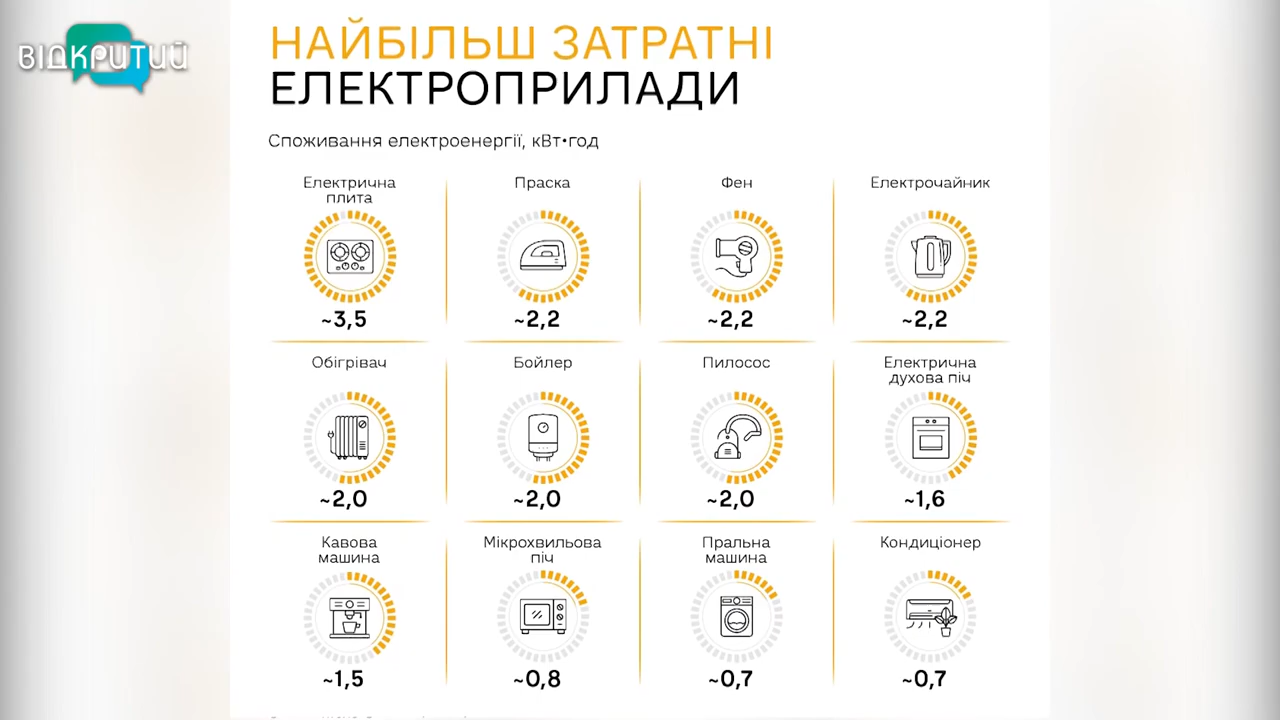 ВІДКРИТИЙ
НАЙБІЛЬШ ЗАТРАТНІ
ЕЛЕКТРОПРИЛАДИ
Споживання електроенергії, кВт•год
Електрична
плита
~3,5
Праска
~2,2
Фен
~2,2
Електрочайник
~2,2
Обігрівач
~2,0
Бойлер
~2,0
Пилосос
~2,0
Електрична
духова піч
~1,6
Кавова
машина
~1,5
Мікрохвильова
піч
~0,8
Пральна
машина
~0,7
Кондиціонер
~0,7